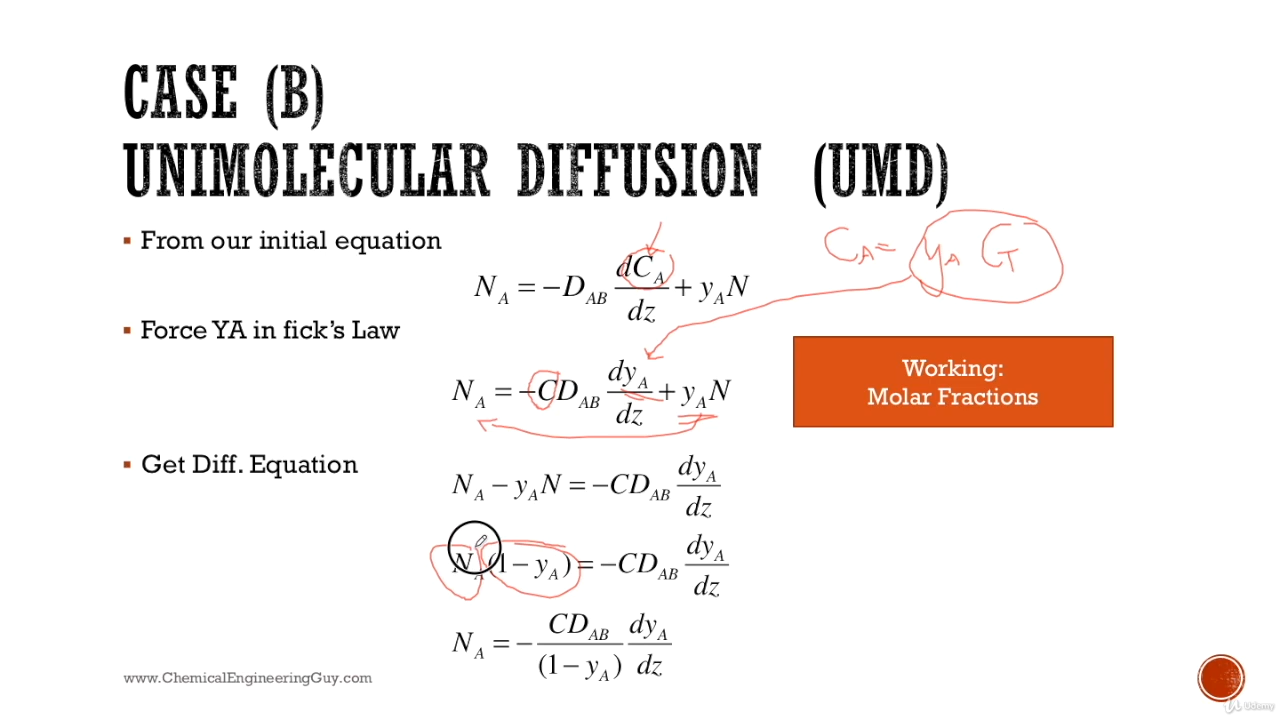 CASE (B)
UNIMOLECULAR DIFFUSION (UMD)
▪ From our initial equation
C_A = y_A C_T
N_A = −D_AB dC_A/dz + y_A N
▪ Force YA in fick's Law
N_A = −CD_AB dy_A/dz + y_A N
Working:
Molar Fractions
▪ Get Diff. Equation
N_A − y_A N = −CD_AB dy_A/dz
N_A (1 − y_A) = −CD_AB dy_A/dz
N_A = − CD_AB/(1 − y_A) dy_A/dz
www.ChemicalEngineeringGuy.com
Udemy